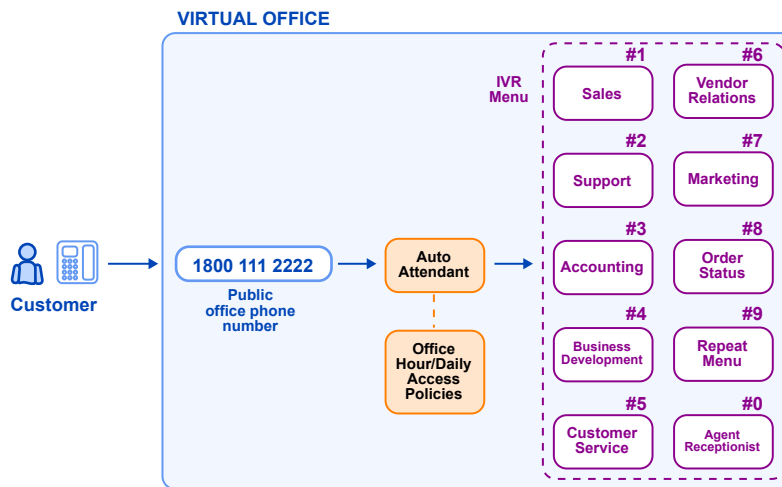 VIRTUAL OFFICE
Customer
1800 111 2222
Public
office phone
number
Auto
Attendant
Office
Hour/Daily
Access
Policies
IVR
Menu
#1
Sales
#6
Vendor
Relations
#2
Support
#7
Marketing
#3
Accounting
#8
Order
Status
#4
Business
Development
#9
Repeat
Menu
#5
Customer
Service
#0
Agent
Receptionist